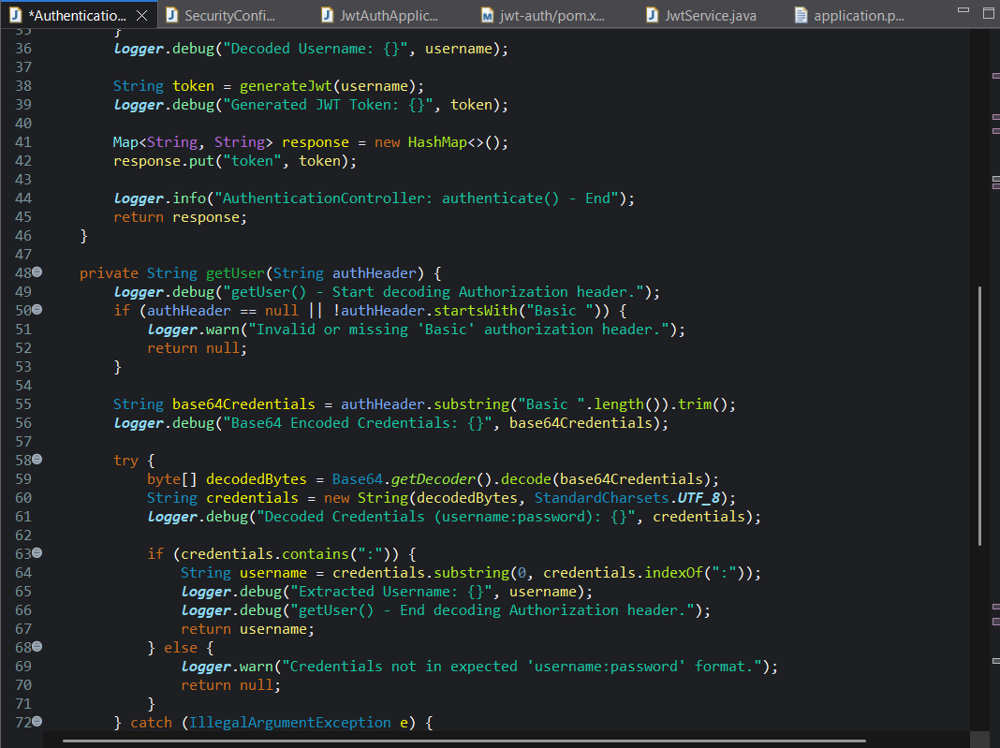 *Authenticatio... SecurityConfi... JwtAuthApplic... jwt-auth/pom.x... JwtService.java application.p...
35 }
36 logger.debug("Decoded Username: {}", username);
37
38 String token = generateJwt(username);
39 logger.debug("Generated JWT Token: {}", token);
40
41 Map<String, String> response = new HashMap<>();
42 response.put("token", token);
43
44 logger.info("AuthenticationController: authenticate() - End");
45 return response;
46 }
47
48 private String getUser(String authHeader) {
49 logger.debug("getUser() - Start decoding Authorization header.");
50 if (authHeader == null || !authHeader.startsWith("Basic ")) {
51 logger.warn("Invalid or missing 'Basic' authorization header.");
52 return null;
53 }
54
55 String base64Credentials = authHeader.substring("Basic ".length()).trim();
56 logger.debug("Base64 Encoded Credentials: {}", base64Credentials);
57
58 try {
59 byte[] decodedBytes = Base64.getDecoder().decode(base64Credentials);
60 String credentials = new String(decodedBytes, StandardCharsets.UTF_8);
61 logger.debug("Decoded Credentials (username:password): {}", credentials);
62
63 if (credentials.contains(":")) {
64 String username = credentials.substring(0, credentials.indexOf(":"));
65 logger.debug("Extracted Username: {}", username);
66 logger.debug("getUser() - End decoding Authorization header.");
67 return username;
68 } else {
69 logger.warn("Credentials not in expected 'username:password' format.");
70 return null;
71 }
72 } catch (IllegalArgumentException e) {